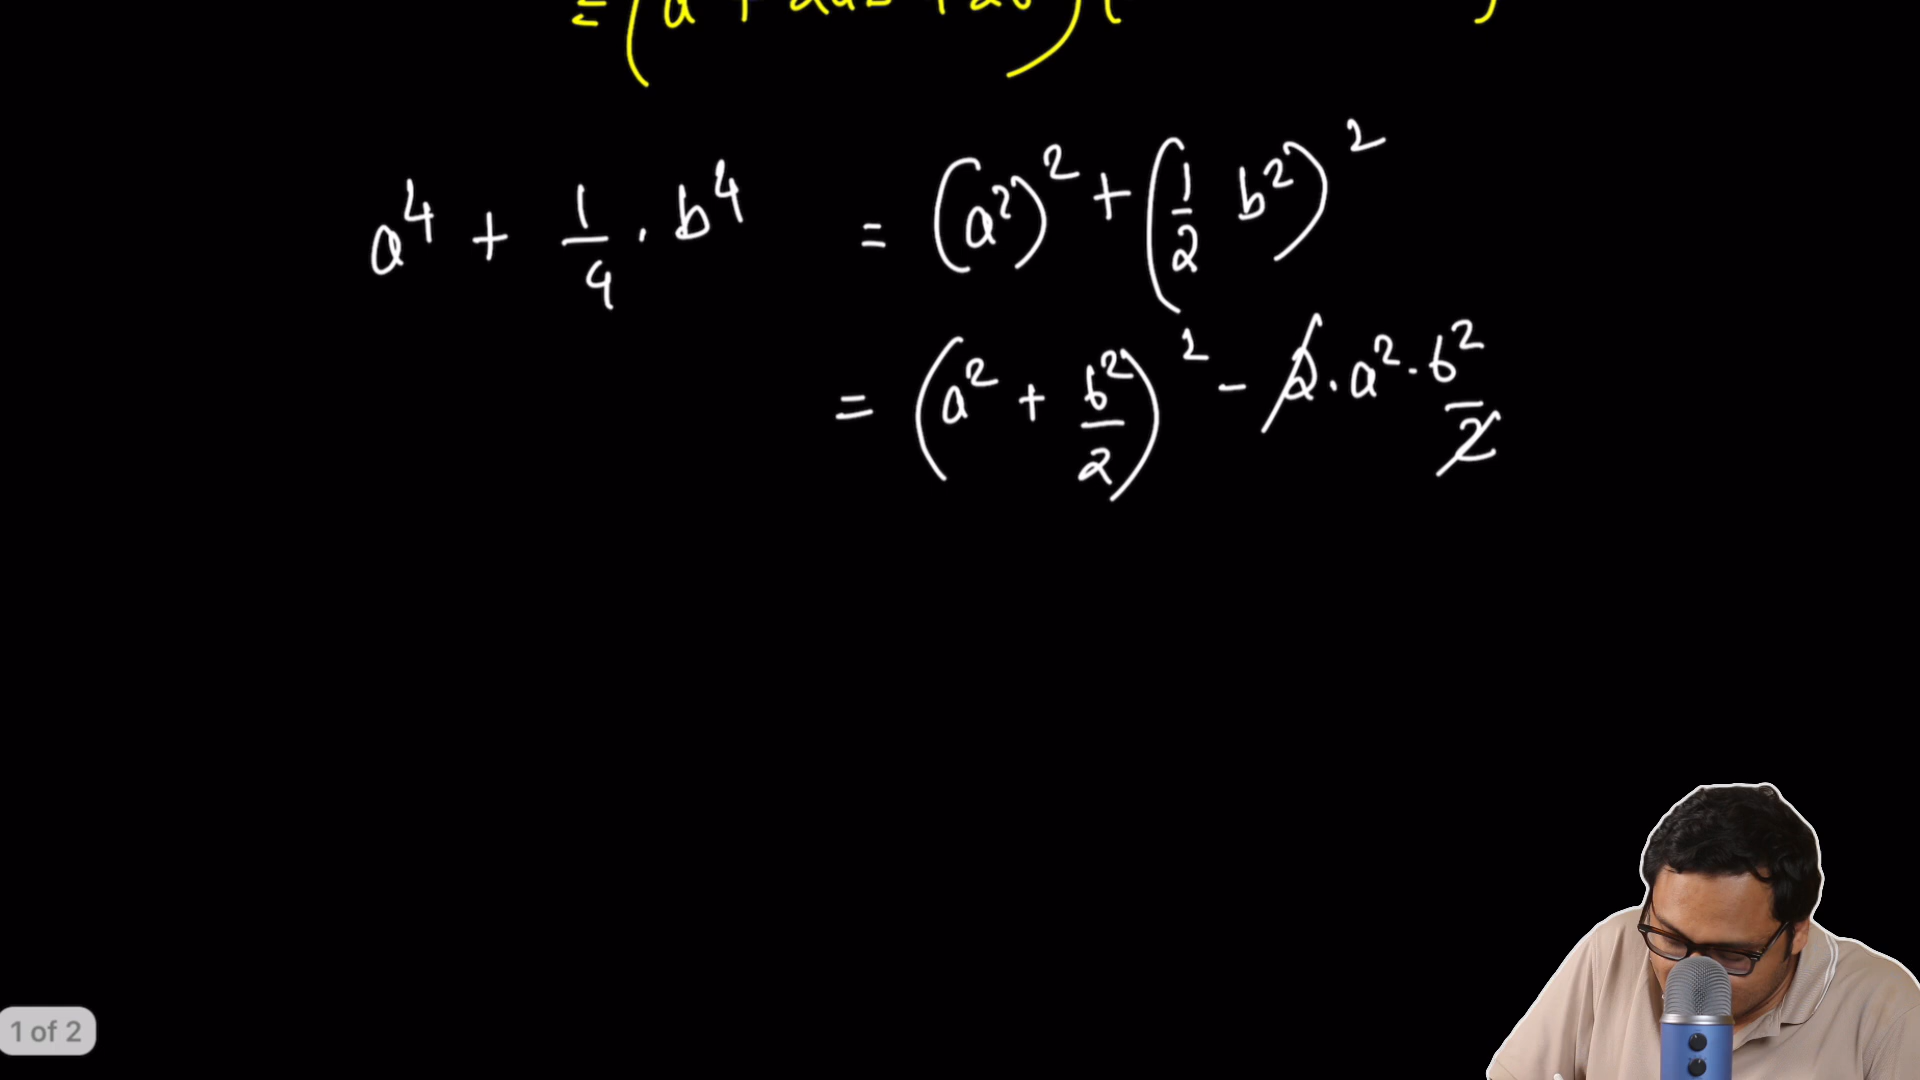 a⁴ + 1/4 · b⁴ = (a²)² + (1/2 b²)²
= (a² + b²/2)² - 2 · a² · b²/2
1 of 2